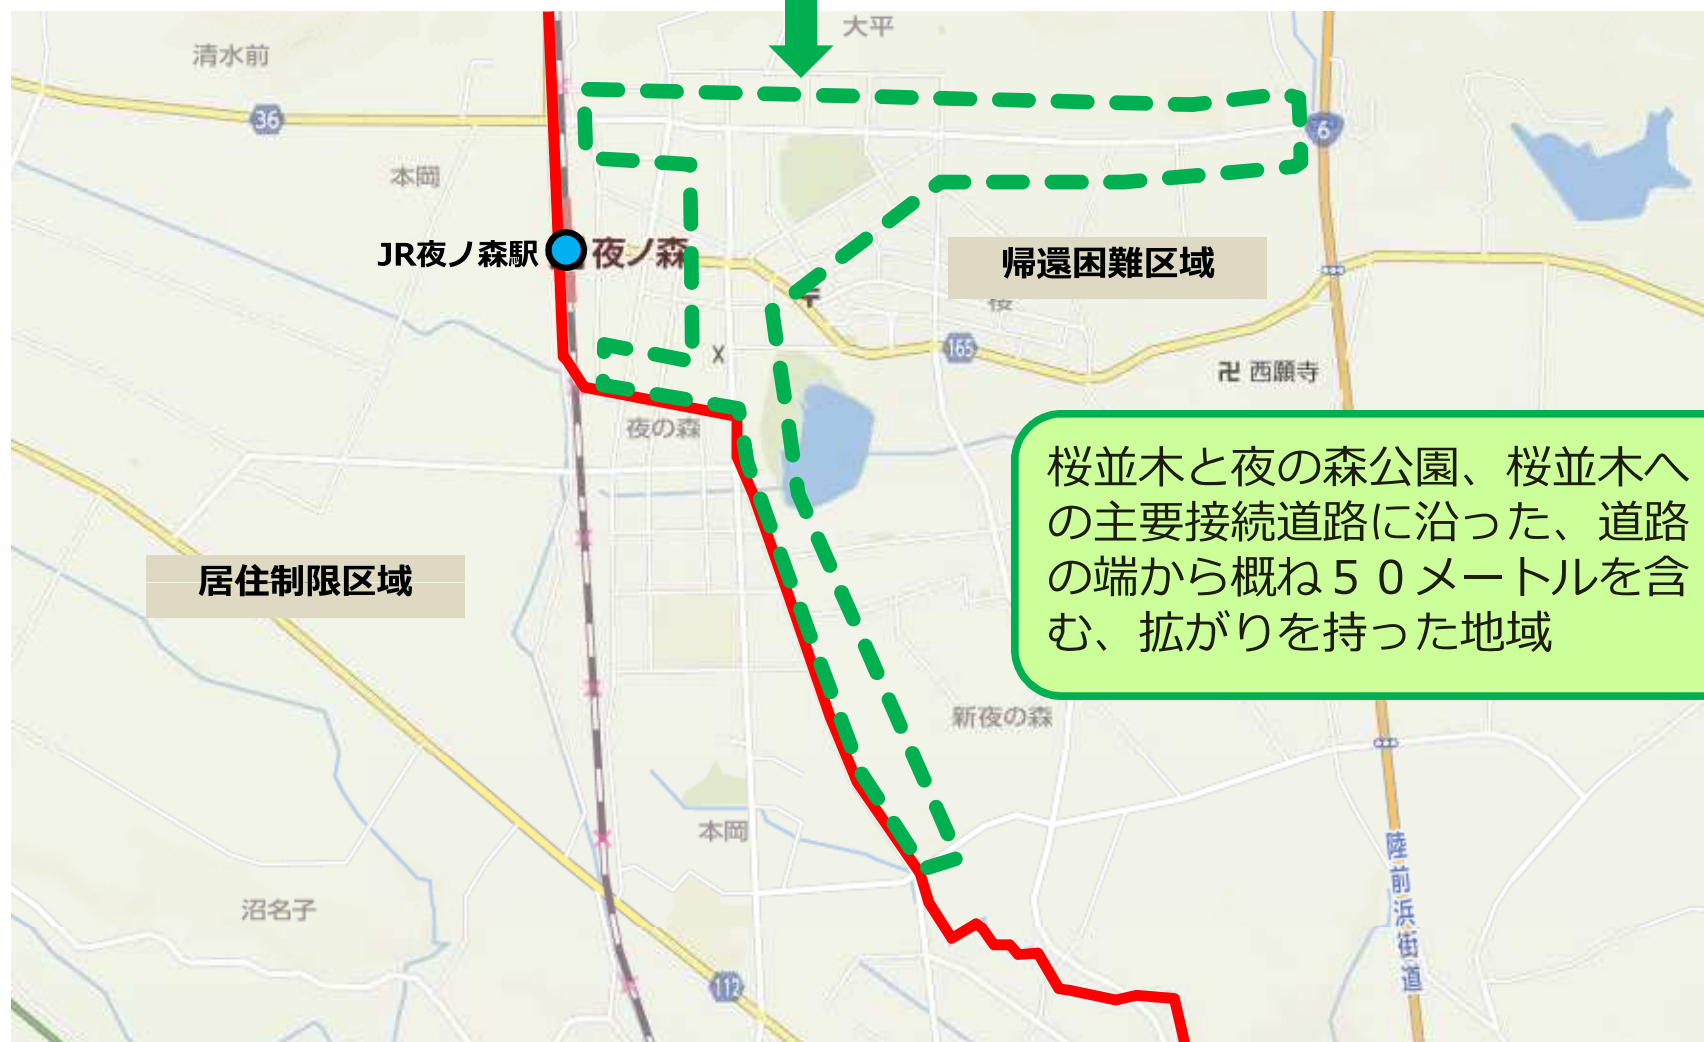 大平
清水前
36
6
本岡
JR夜ノ森駅
夜ノ森
帰還困難区域
桜
165
西願寺
夜の森
桜並木と夜の森公園、桜並木へ
の主要接続道路に沿った、道路
の端から概ね５０メートルを含
む、拡がりを持った地域
居住制限区域
新夜の森
本岡
陸前浜街道
沼名子
112